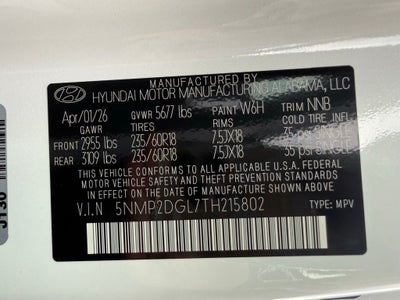 MANUFACTURED BY
HYUNDAI MOTOR MANUFACTURING ALABAMA, LLC
Apr/01/26 GVWR 5677 lbs PAINT W6H TRIM NNB
GAWR TIRES RIMS COLD TIRE INFL.
FRONT 2955 lbs 235/60R18 7.5JX18 35 PSI SINGLE
REAR 3109 lbs 235/60R18 7.5JX18 35 PSI SINGLE
THIS VEHICLE CONFORMS TO ALL APPLICABLE U.S.
FEDERAL MOTOR VEHICLE SAFETY STANDARDS
IN EFFECT ON THE DATE OF MANUFACTURE SHOWN ABOVE.
V.I.N 5NMP2DGL7TH215802 TYPE: MPV